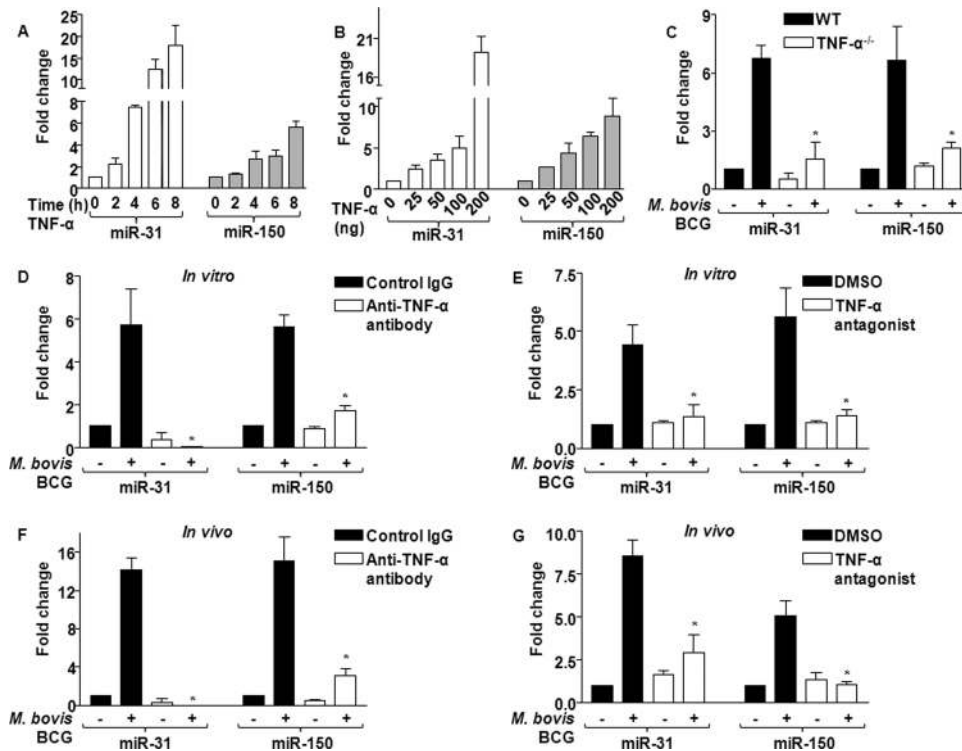 A
Fold change
25
20
15
10
8
6
4
2
0
Time (h) 0 2 4 6 8 0 2 4 6 8
TNF-α
miR-31 miR-150
B
Fold change
21
16
10
5
0
TNF-α (ng) 0 25 50 100 200 0 25 50 100 200
miR-31 miR-150
C
WT
TNF-α-/-
Fold change
9
6
3
0
* *
M. bovis BCG - + - + - + - +
miR-31 miR-150
D In vitro
Control IgG
Anti-TNF-α
antibody
Fold change
8
6
4
2
0
* *
M. bovis BCG - + - + - + - +
miR-31 miR-150
E In vitro
DMSO
TNF-α
antagonist
Fold change
7.5
5.0
2.5
0.0
* *
M. bovis BCG - + - + - + - +
miR-31 miR-150
F In vivo
Control IgG
Anti-TNF-α
antibody
Fold change
16
12
8
4
0
* *
M. bovis BCG - + - + - + - +
miR-31 miR-150
G In vivo
DMSO
TNF-α
antagonist
Fold change
10.0
7.5
5.0
2.5
0.0
* *
M. bovis BCG - + - + - + - +
miR-31 miR-150